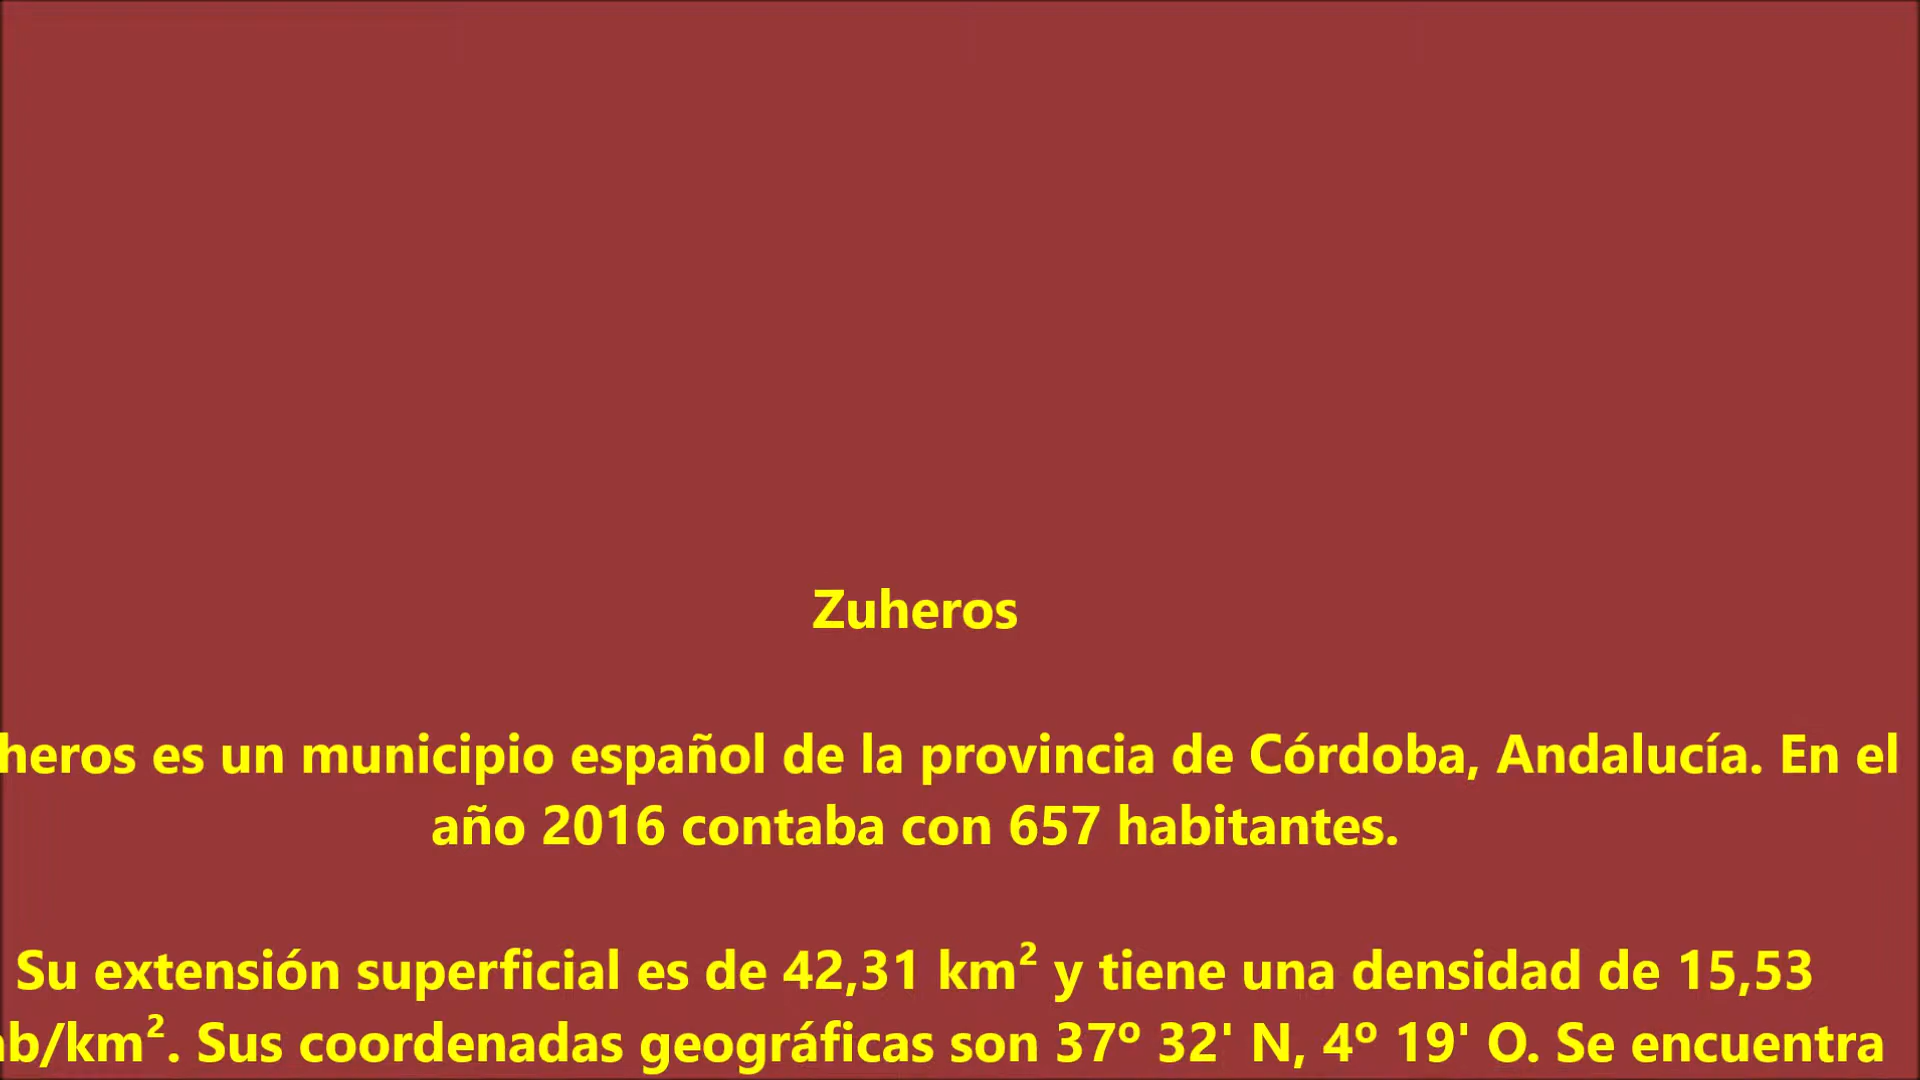 Zuheros
heros es un municipio español de la provincia de Córdoba, Andalucía. En el
año 2016 contaba con 657 habitantes.
Su extensión superficial es de 42,31 km² y tiene una densidad de 15,53
ab/km². Sus coordenadas geográficas son 37º 32' N, 4º 19' O. Se encuentra